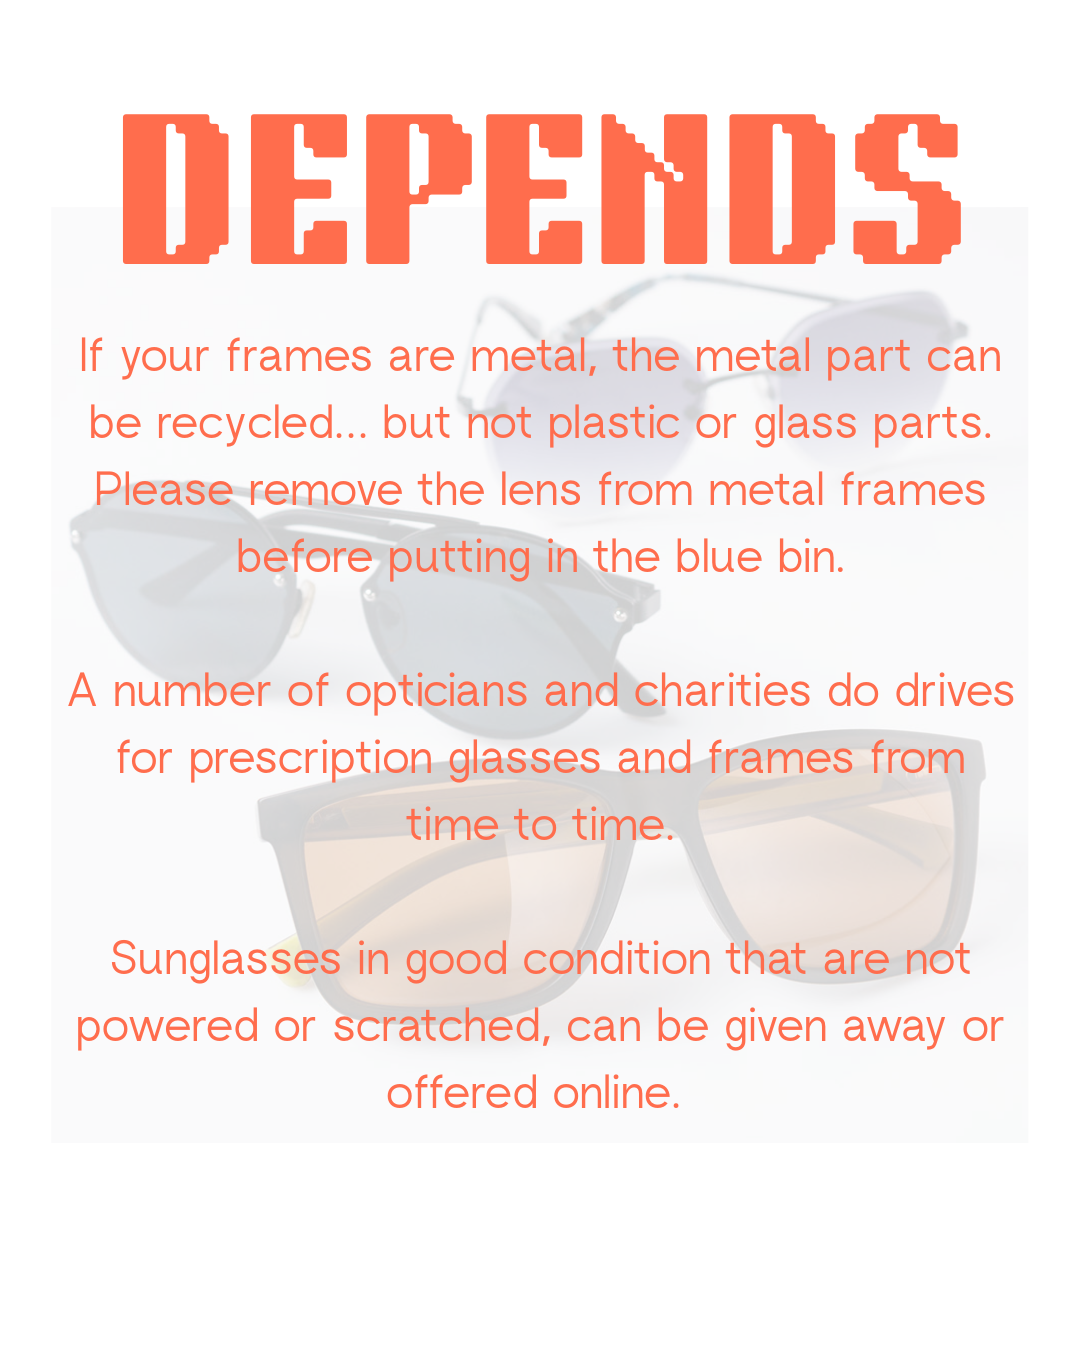 DEPENDS
If your frames are metal, the metal part can
be recycled... but not plastic or glass parts.
Please remove the lens from metal frames
before putting in the blue bin.
A number of opticians and charities do drives
for prescription glasses and frames from
time to time.
Sunglasses in good condition that are not
powered or scratched, can be given away or
offered online.